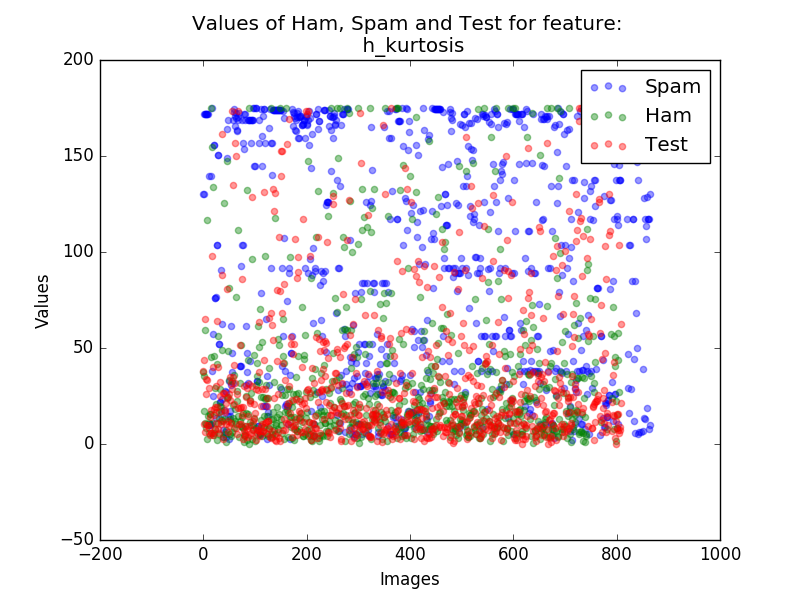 Values of Ham, Spam and Test for feature:
h_kurtosis
200
150
100
50
0
−50
Values
−200
0
200
400
600
800
1000
Images
Spam
Ham
Test